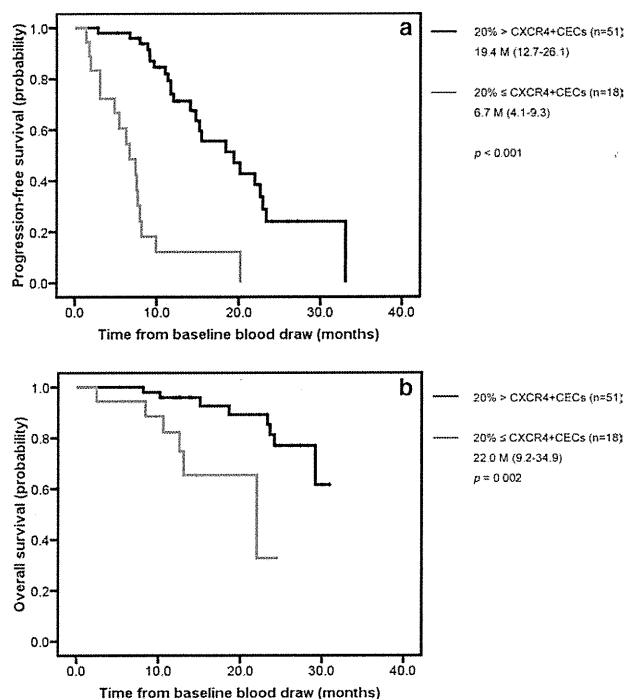 a
1.0
0.8
0.6
0.4
0.2
0.0
Progression-free survival (probability)
0.0 10.0 20.0 30.0 40.0
Time from baseline blood draw (months)
20% > CXCR4+CECs (n=51)
19.4 M (12.7-26.1)
20% ≤ CXCR4+CECs (n=18)
6.7 M (4.1-9.3)
p < 0.001
b
1.0
0.8
0.6
0.4
0.2
0.0
Overall survival (probability)
0.0 10.0 20.0 30.0 40.0
Time from baseline blood draw (months)
20% > CXCR4+CECs (n=51)
20% ≤ CXCR4+CECs (n=18)
22.0 M (9.2-34.9)
p = 0 002